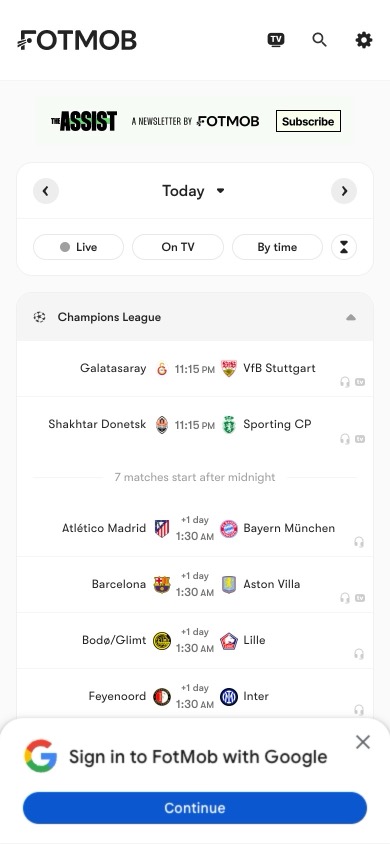 FOTMOB
TV
THE ASSIST A NEWSLETTER BY FOTMOB Subscribe
Today
Live On TV By time
Champions League
Galatasaray 11:15 PM VfB Stuttgart
Shakhtar Donetsk 11:15 PM Sporting CP
7 matches start after midnight
+1 day
Atlético Madrid 1:30 AM Bayern München
+1 day
Barcelona 1:30 AM Aston Villa
+1 day
Bodø/Glimt 1:30 AM Lille
+1 day
Feyenoord 1:30 AM Inter
Sign in to FotMob with Google
Continue